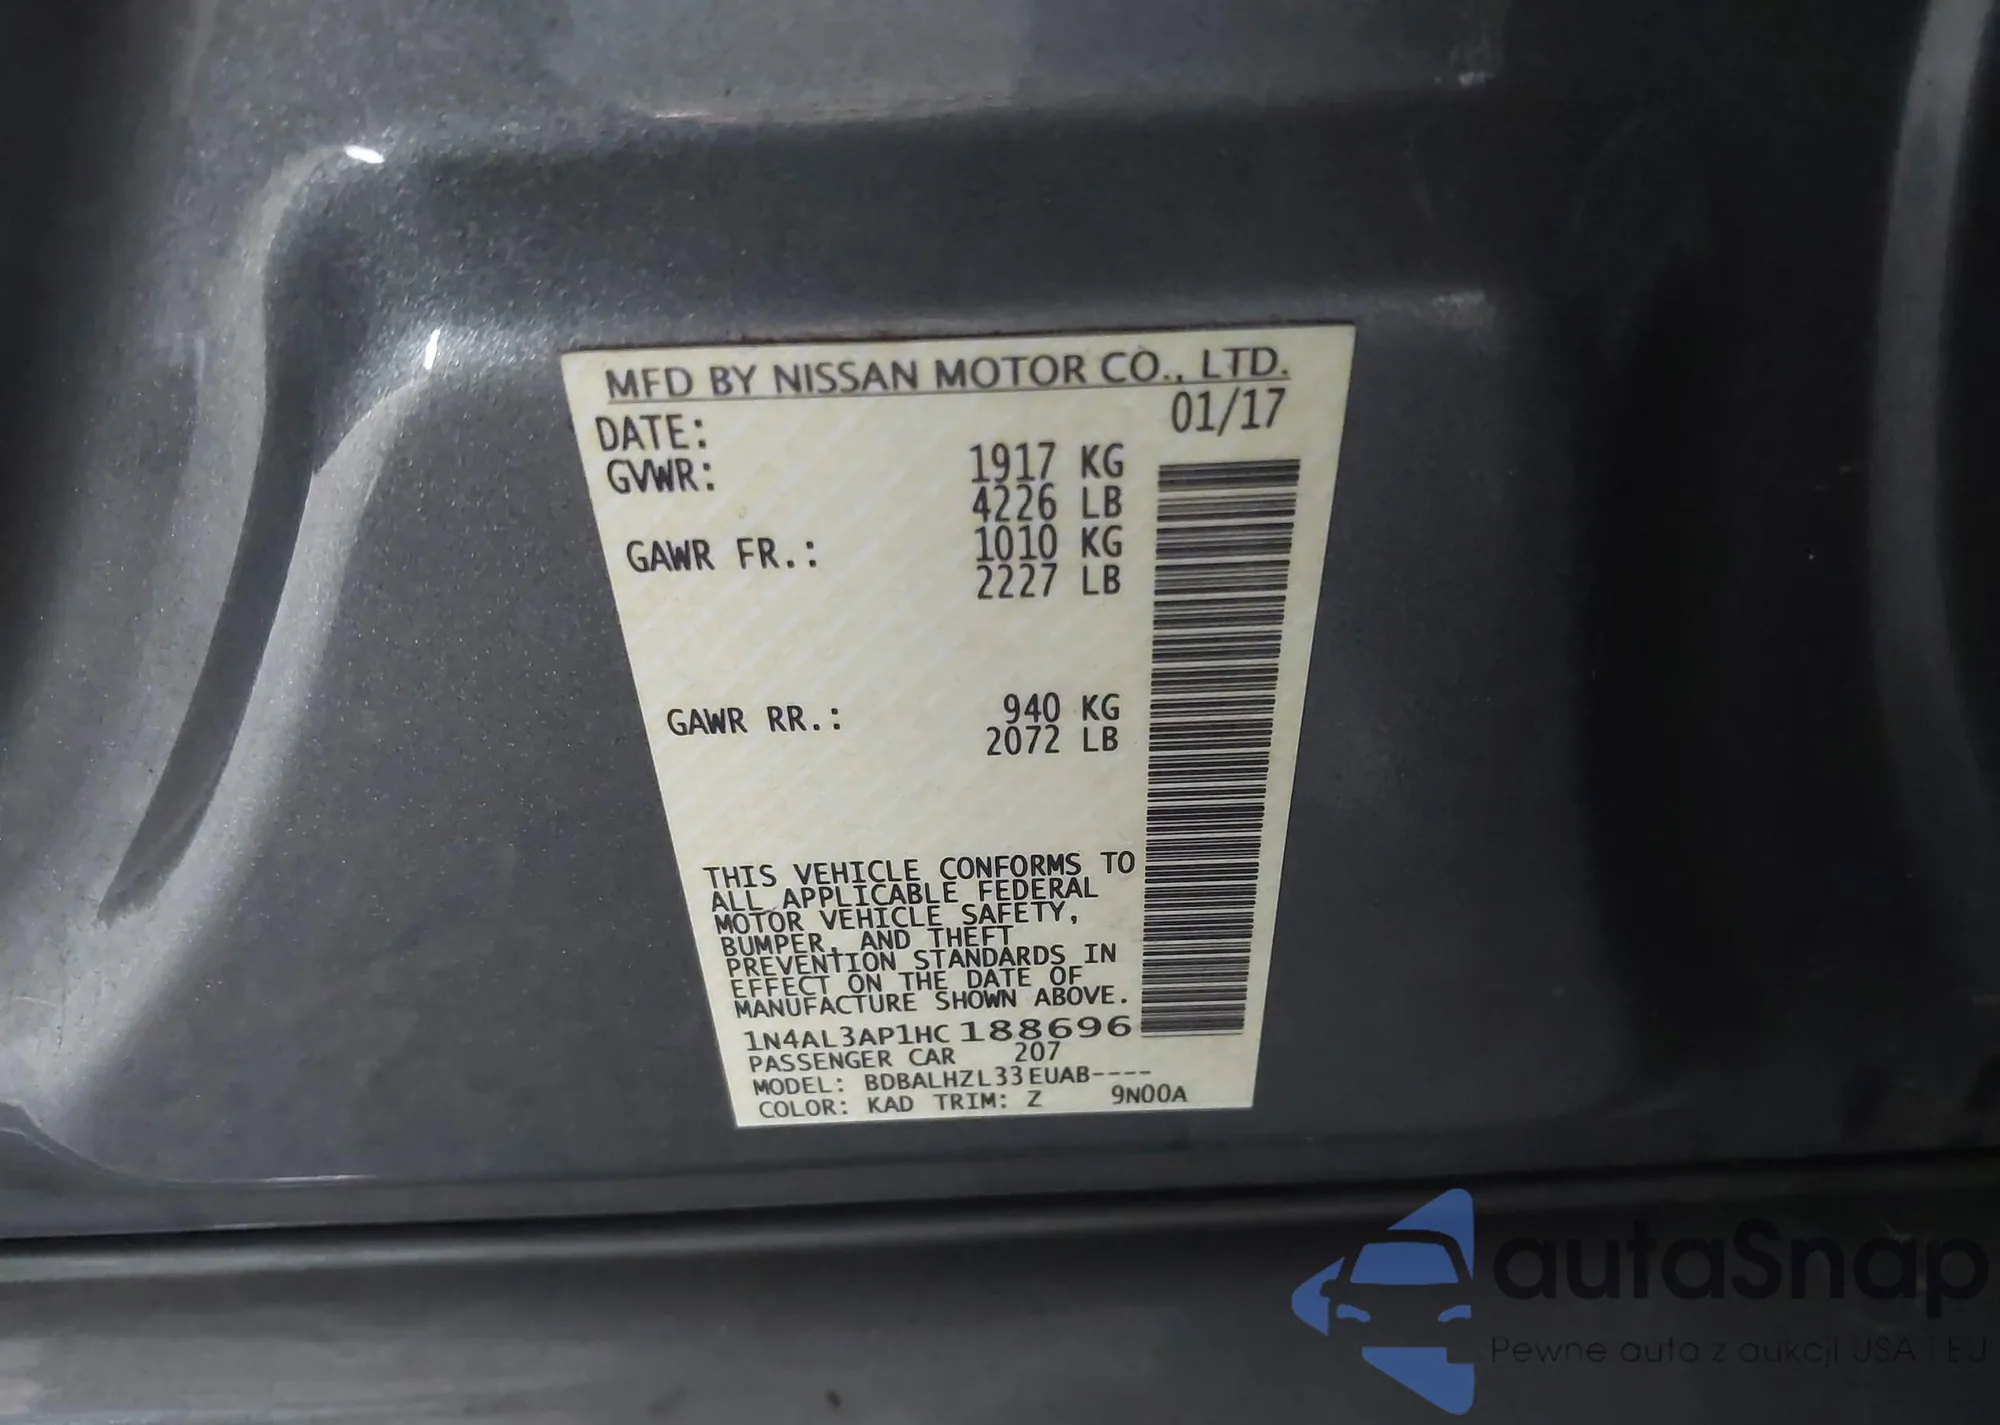 MFD BY NISSAN MOTOR CO., LTD.
DATE: 01/17
GVWR: 1917 KG
4226 LB
GAWR FR.: 1010 KG
2227 LB
GAWR RR.: 940 KG
2072 LB
THIS VEHICLE CONFORMS TO
ALL APPLICABLE FEDERAL
MOTOR VEHICLE SAFETY,
BUMPER, AND THEFT
PREVENTION STANDARDS IN
EFFECT ON THE DATE OF
MANUFACTURE SHOWN ABOVE.
1N4AL3AP1HC188696
PASSENGER CAR 207
MODEL: BDBALHZL33EUAB----
COLOR: KAD TRIM: Z 9N00A
autaSnap
Pewne auta z aukcji USA i EU